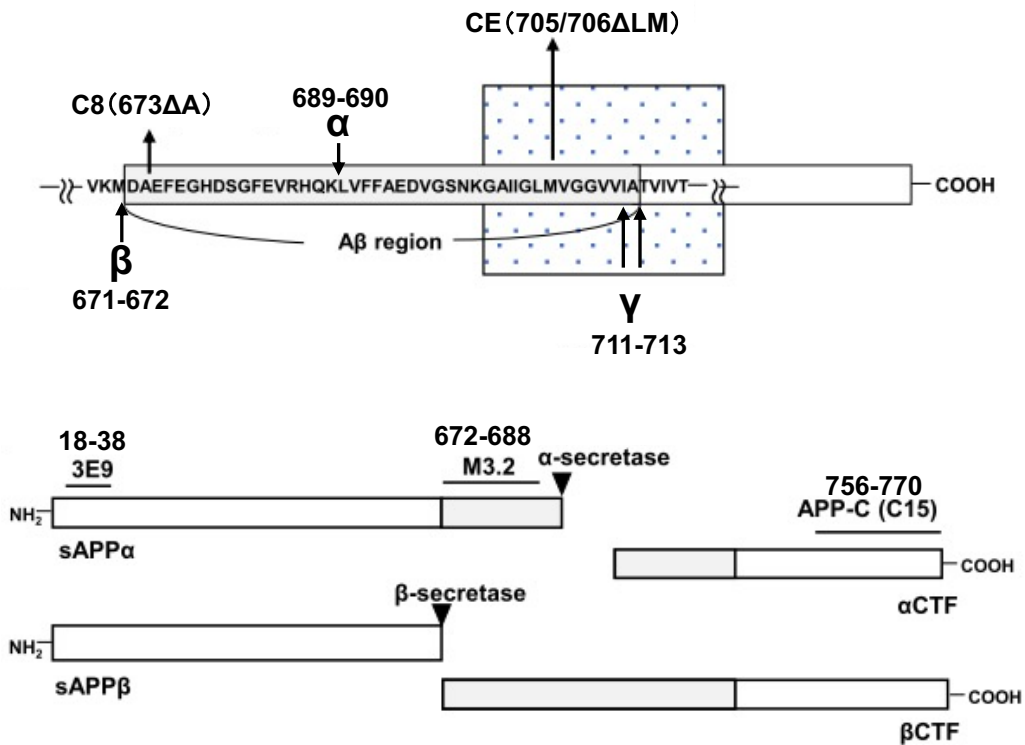 CE(705/706ΔLM)
C8(673ΔA)
689-690
α
VKMDAEFEGHDSGFEVRHQKLVFFAEDVGSNKGAIIGLMVGGVVIATVIVT
COOH
Aβ region
β
671-672
γ
711-713
18-38
3E9
672-688
M3.2
α-secretase
756-770
APP-C (C15)
NH2
sAPPα
COOH
αCTF
β-secretase
NH2
sAPPβ
COOH
βCTF